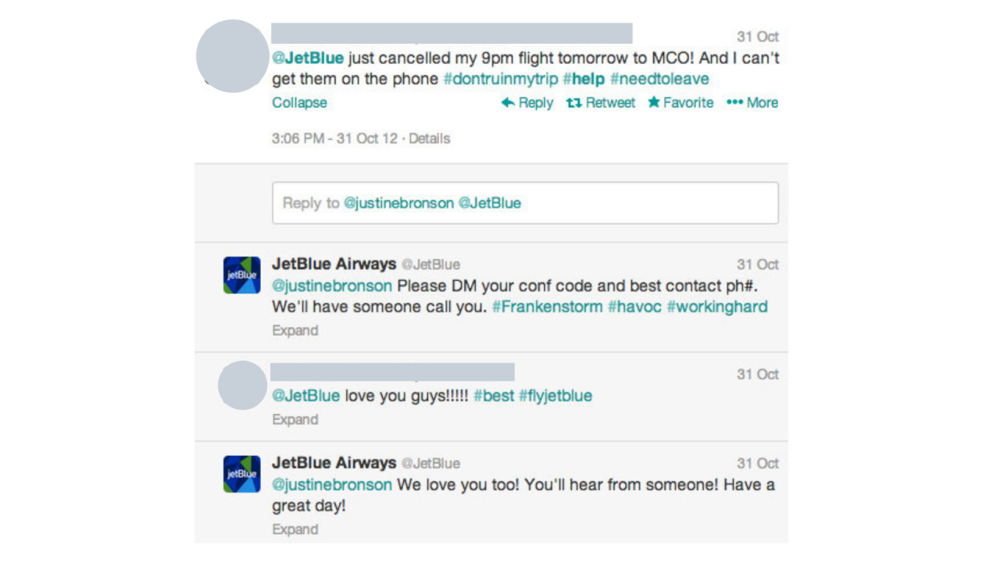 31 Oct
@JetBlue just cancelled my 9pm flight tomorrow to MCO! And I can't
get them on the phone #dontruinmytrip #help #needtoleave
Collapse Reply Retweet Favorite More
3:06 PM - 31 Oct 12 · Details
Reply to @justinebronson @JetBlue
JetBlue Airways @JetBlue 31 Oct
jetBlue
@justinebronson Please DM your conf code and best contact ph#.
We'll have someone call you. #Frankenstorm #havoc #workinghard
Expand
31 Oct
@JetBlue love you guys!!!!! #best #flyjetblue
Expand
JetBlue Airways @JetBlue 31 Oct
jetBlue
@justinebronson We love you too! You'll hear from someone! Have a
great day!
Expand